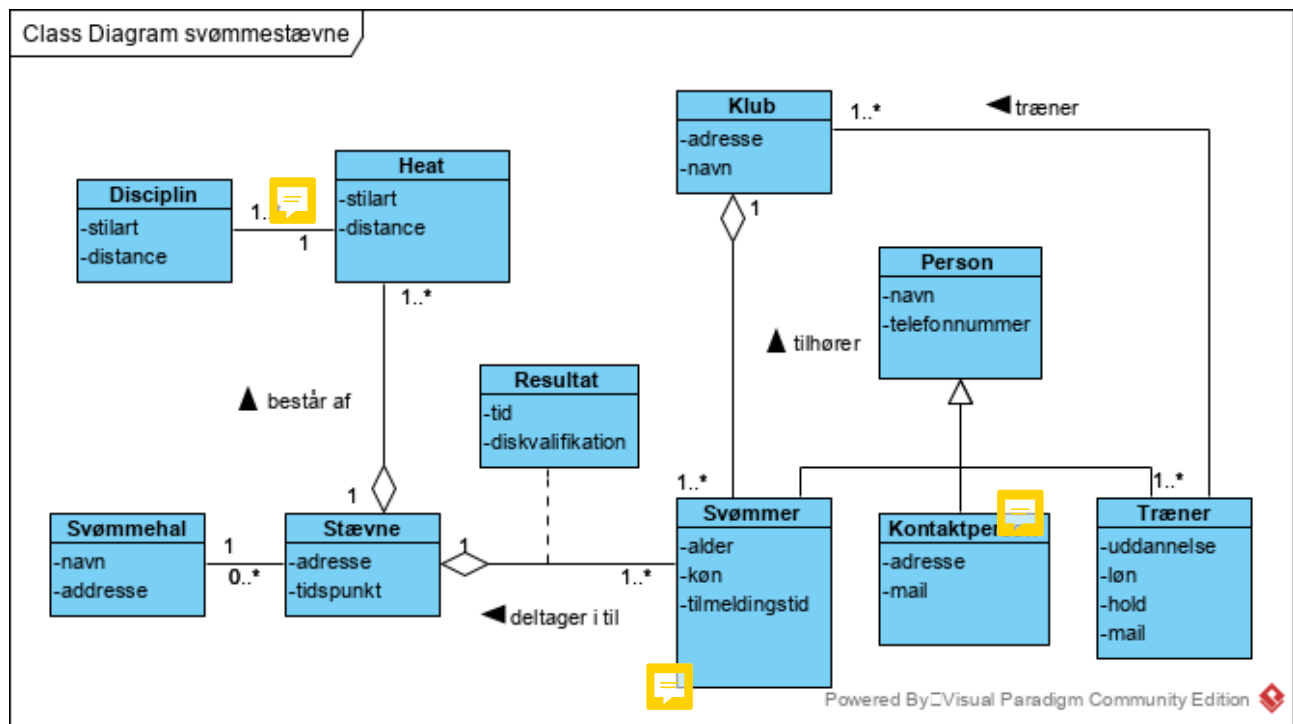 Class Diagram svømmestævne
Klub
-adresse
-navn
1..*
træner
1
Heat
-stilart
-distance
1..*
Disciplin
-stilart
-distance
1
Person
-navn
-telefonnummer
tilhører
består af
Resultat
-tid
-diskvalifikation
1
Svømmehal
-navn
-addresse
1
0..*
Stævne
-adresse
-tidspunkt
1
1..*
deltager i til
1..*
Svømmer
-alder
-køn
-tilmeldingstid
-adresse
-mail
1..*
Træner
-uddannelse
-løn
-hold
-mail
Powered By Visual Paradigm Community Edition